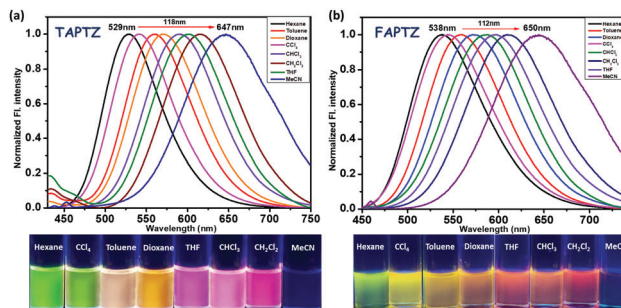 (a)
TAPTZ
118nm
529nm
647nm
Hexane
Toluene
Dioxane
CCl4
CHCl3
CH2Cl2
THF
MeCN
Normalized Fl. intensity
1.0
0.8
0.6
0.4
0.2
0.0
450 500 550 600 650 700 750
Wavelength (nm)
Hexane CCl4 Toluene Dioxane THF CHCl3 CH2Cl2 MeCN
(b)
FAPTZ
112nm
538nm
650nm
Hexane
Toluene
Dioxane
CCl4
CHCl3
CH2Cl2
THF
MeCN
Normalized Fl. intensity
1.0
0.8
0.6
0.4
0.2
0.0
450 500 550 600 650 700 750
Wavelength (nm)
Hexane CCl4 Toluene Dioxane THF CHCl3 CH2Cl2